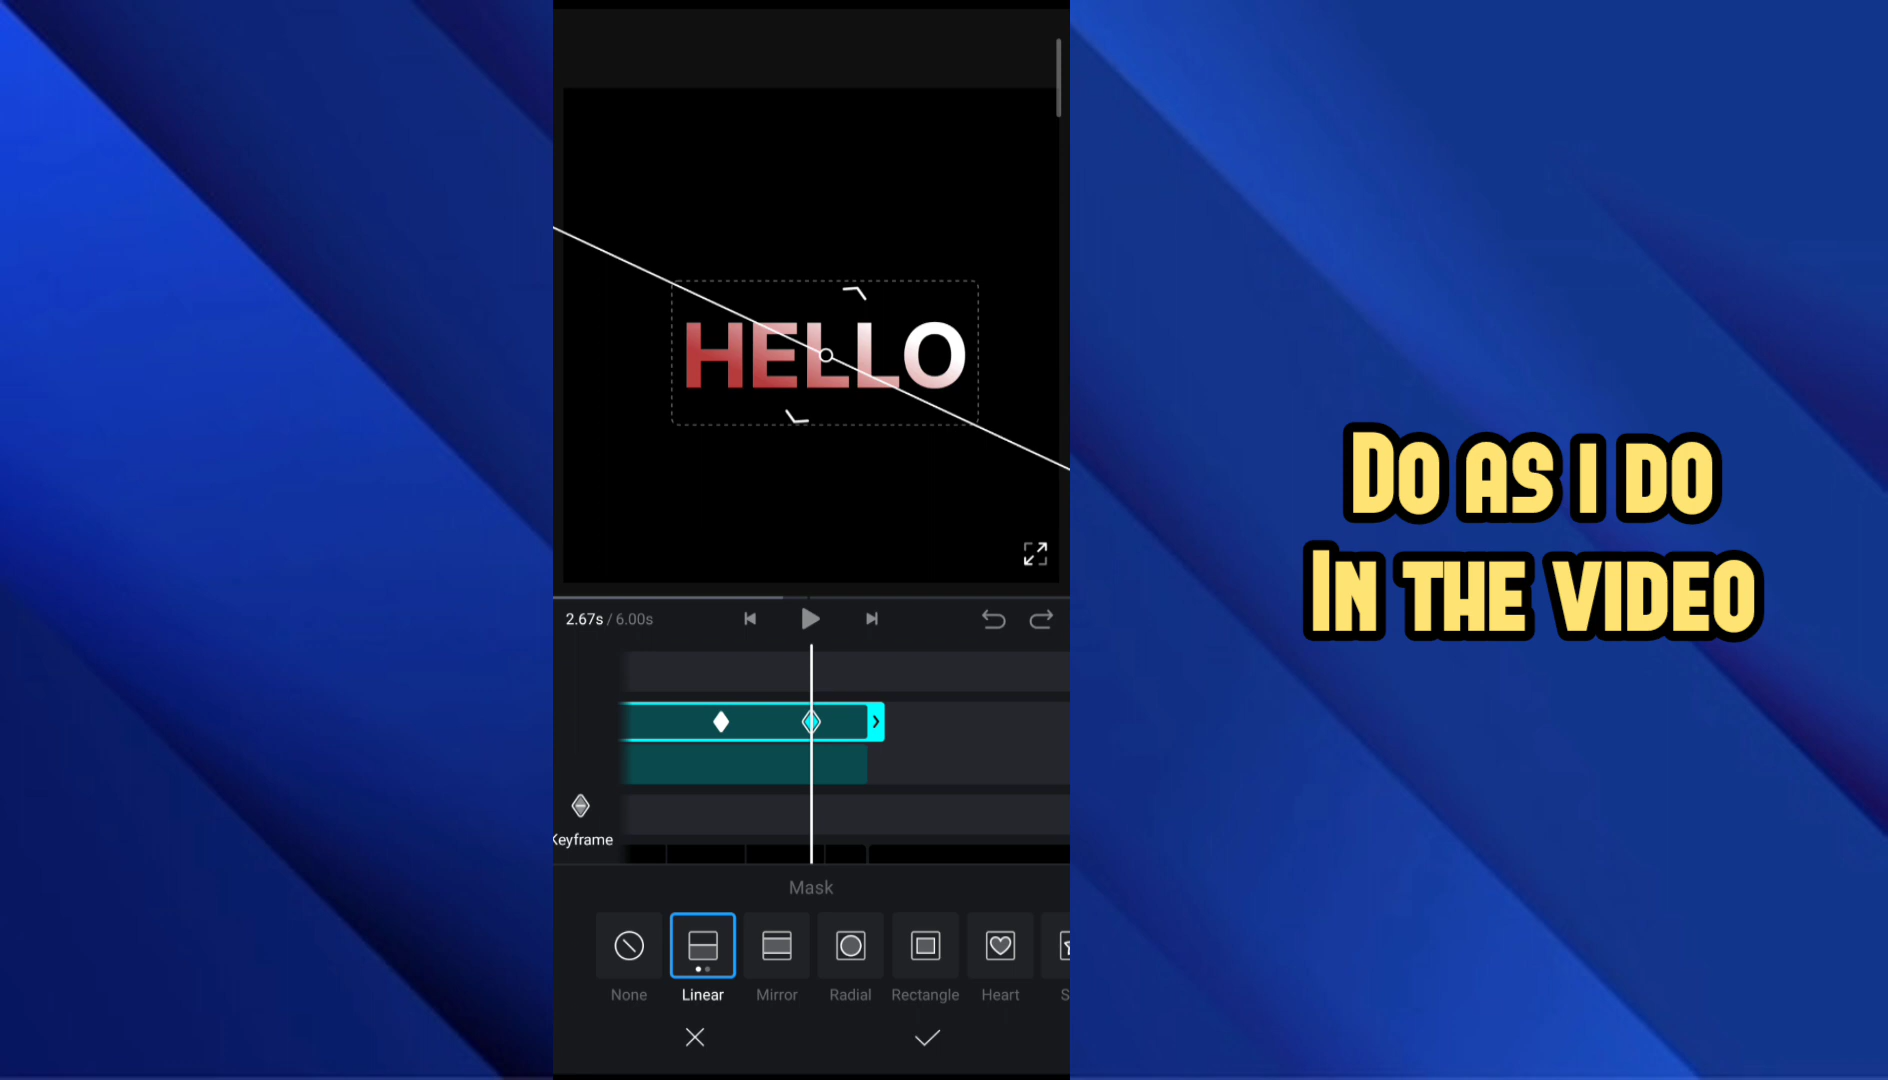 HELLO
2.67s / 6.00s
Keyframe
Mask
None Linear Mirror Radial Rectangle Heart
Do as i do
In the video